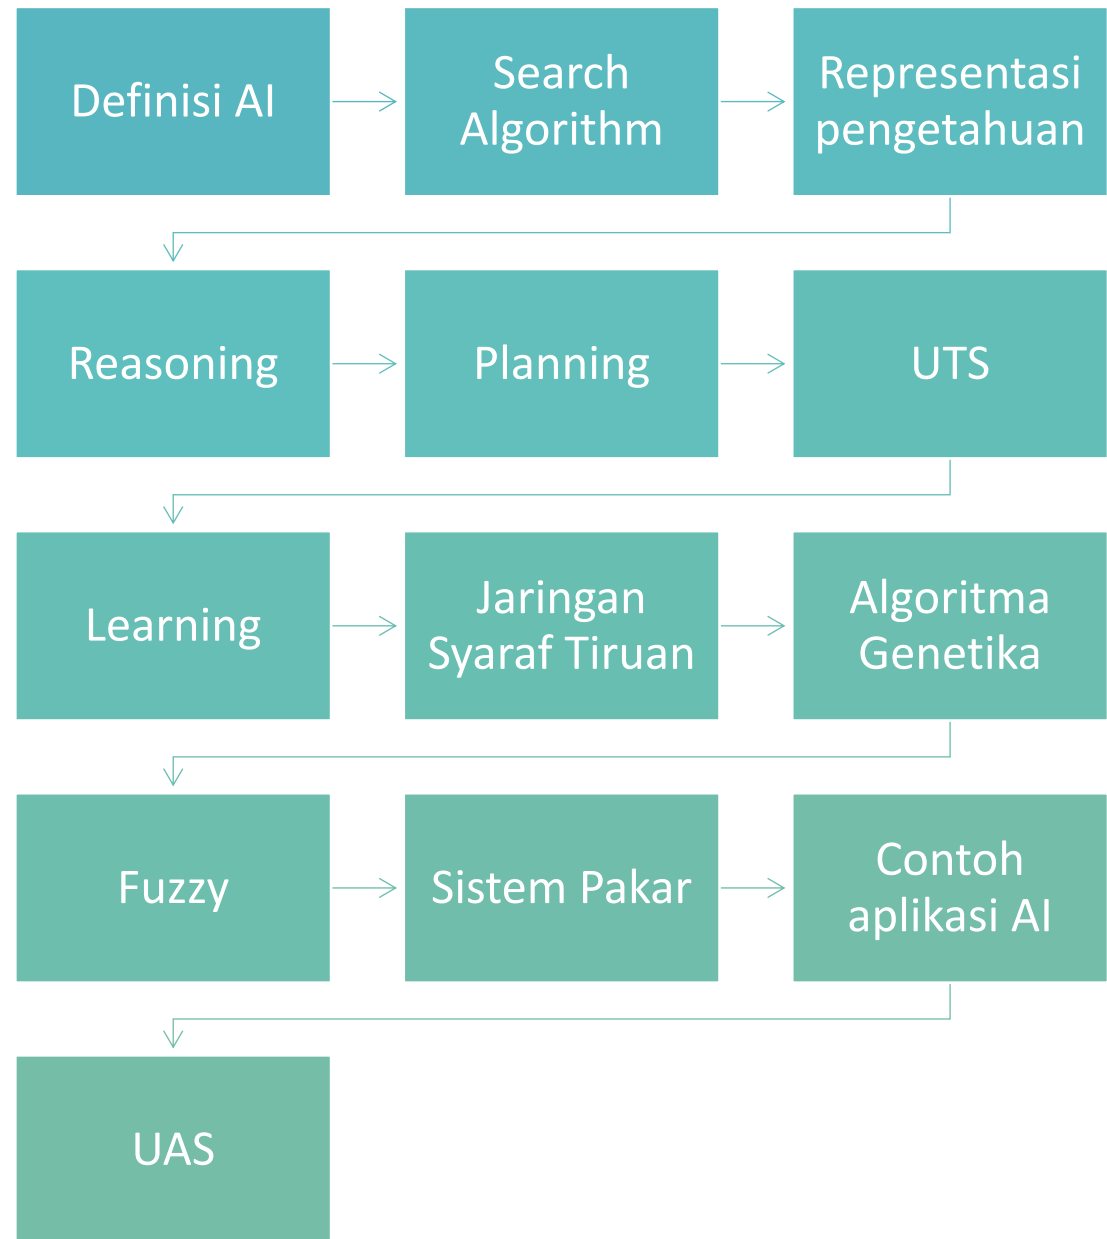 Definisi AI
Search
Algorithm
Representasi
pengetahuan
Reasoning
Planning
UTS
Learning
Jaringan
Syaraf Tiruan
Algoritma
Genetika
Fuzzy
Sistem Pakar
Contoh
aplikasi AI
UAS